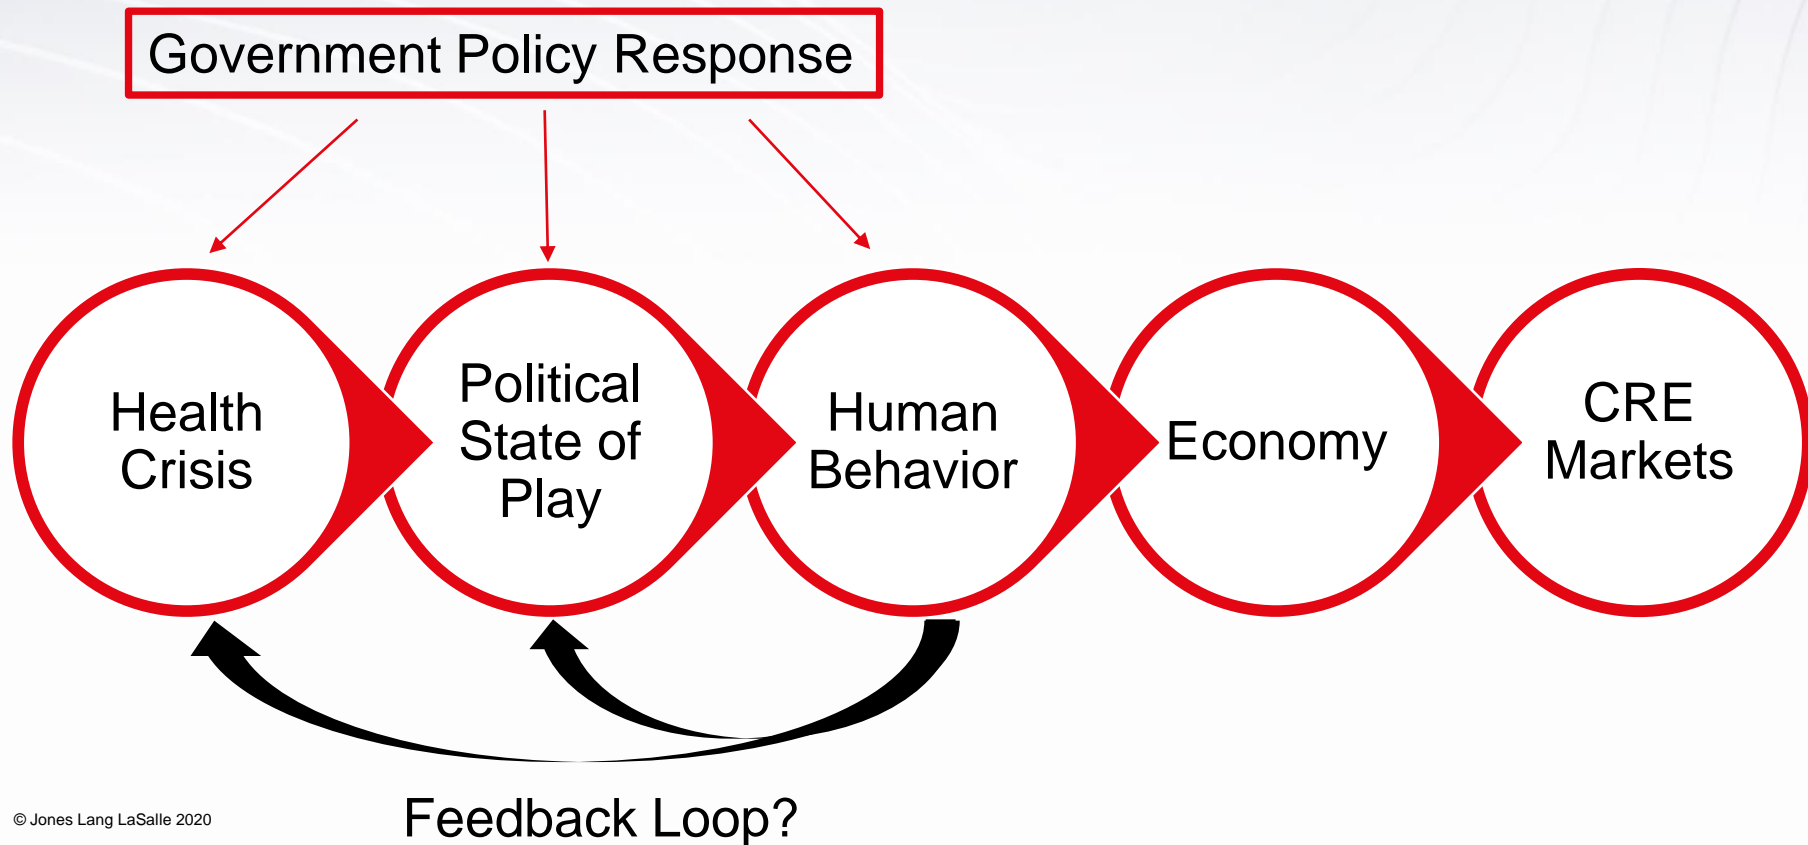 Government Policy Response
Health
Crisis
Political
State of
Play
Human
Behavior
Economy
CRE
Markets
Feedback Loop?
© Jones Lang LaSalle 2020